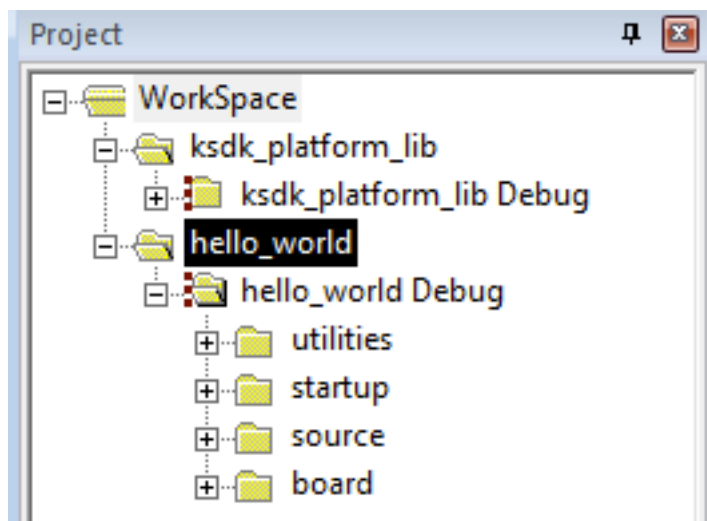 Project
WorkSpace
ksdk_platform_lib
ksdk_platform_lib Debug
hello_world
hello_world Debug
utilities
startup
source
board